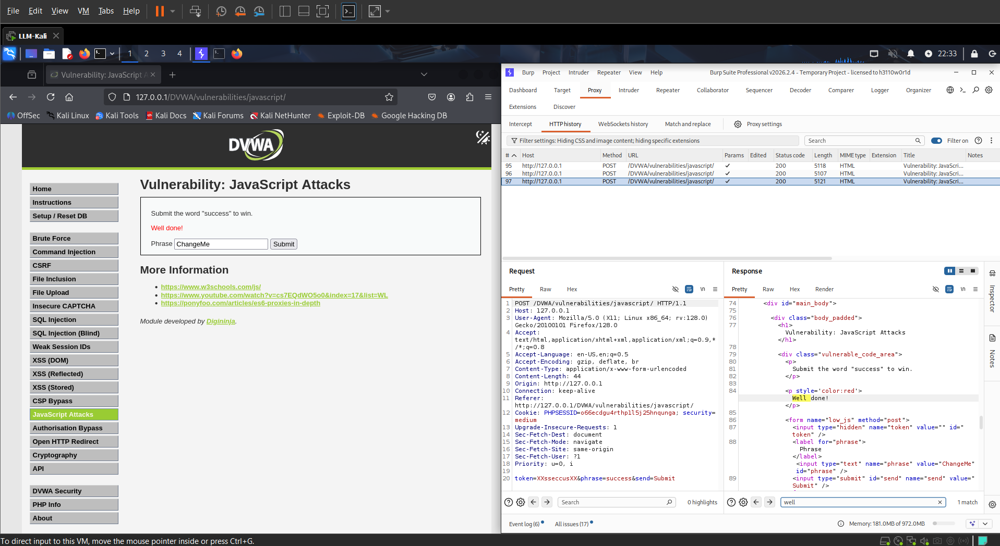 File Edit View VM Tabs Help
LLM-Kali
1 2 3 4
22:33
Vulnerability: JavaScript A
127.0.0.1/DVWA/vulnerabilities/javascript/
OffSec Kali Linux Kali Tools Kali Docs Kali Forums Kali NetHunter Exploit-DB Google Hacking DB
DVWA
Home
Instructions
Setup / Reset DB
Brute Force
Command Injection
CSRF
File Inclusion
File Upload
Insecure CAPTCHA
SQL Injection
SQL Injection (Blind)
Weak Session IDs
XSS (DOM)
XSS (Reflected)
XSS (Stored)
CSP Bypass
JavaScript Attacks
Authorisation Bypass
Open HTTP Redirect
Cryptography
API
DVWA Security
PHP Info
About
Vulnerability: JavaScript Attacks
Submit the word "success" to win.
Well done!
Phrase ChangeMe Submit
More Information
• https://www.w3schools.com/js/
• https://www.youtube.com/watch?v=cs7EQdWO5o0&index=17&list=WL
• https://ponyfoo.com/articles/es6-proxies-in-depth
Module developed by Digininja.
Burp Project Intruder Repeater View Help Burp Suite Professional v2026.2.4 - Temporary Project - licensed to h3110w0r1d
Dashboard Target Proxy Intruder Repeater Collaborator Sequencer Decoder Comparer Logger Organizer
Extensions Discover
Intercept HTTP history WebSockets history Match and replace Proxy settings
Filter settings: Hiding CSS and image content; hiding specific extensions Search Filter on
# Host Method URL Params Edited Status code Length MIME type Extension Title Notes
95 http://127.0.0.1 POST /DVWA/vulnerabilities/javascript/ ✓ 200 5118 HTML Vulnerability: JavaScri...
96 http://127.0.0.1 POST /DVWA/vulnerabilities/javascript/ ✓ 200 5107 HTML Vulnerability: JavaScri...
97 http://127.0.0.1 POST /DVWA/vulnerabilities/javascript/ ✓ 200 5121 HTML Vulnerability: JavaScri...
Request
Pretty Raw Hex \n
1 POST /DVWA/vulnerabilities/javascript/ HTTP/1.1
2 Host: 127.0.0.1
3 User-Agent: Mozilla/5.0 (X11; Linux x86_64; rv:128.0)
Gecko/20100101 Firefox/128.0
4 Accept:
text/html,application/xhtml+xml,application/xml;q=0.9,*
/*;q=0.8
5 Accept-Language: en-US,en;q=0.5
6 Accept-Encoding: gzip, deflate, br
7 Content-Type: application/x-www-form-urlencoded
8 Content-Length: 44
9 Origin: http://127.0.0.1
10 Connection: keep-alive
11 Referer:
http://127.0.0.1/DVWA/vulnerabilities/javascript/
12 Cookie: PHPSESSID=o66ecdgu4rthp1l5j25hnqunga; security=
medium
13 Upgrade-Insecure-Requests: 1
14 Sec-Fetch-Dest: document
15 Sec-Fetch-Mode: navigate
16 Sec-Fetch-Site: same-origin
17 Sec-Fetch-User: ?1
18 Priority: u=0, i
19
20 token=XXsseccusXX&phrase=success&send=Submit
Search 0 highlights
Response
Pretty Raw Hex Render \n
74 <div id="main_body">
75
76 <div class="body_padded">
77 <h1>
Vulnerability: JavaScript Attacks
</h1>
78
79 <div class="vulnerable_code_area">
80 <p>
81 Submit the word "success" to win.
82 </p>
83
84 <p style='color:red'>
Well done!
</p>
85
86 <form name="low_js" method="post">
87 <input type="hidden" name="token" value="" id="
token" />
88 <label for="phrase">
Phrase
</label>
<input type="text" name="phrase" value="ChangeMe"
id="phrase" />
89 <input type="submit" id="send" name="send" value="
Submit" />
well 1 match
Inspector
Notes
Event log (6) All issues (17) Memory: 181.0MB of 972.0MB
To direct input to this VM, move the mouse pointer inside or press Ctrl+G.